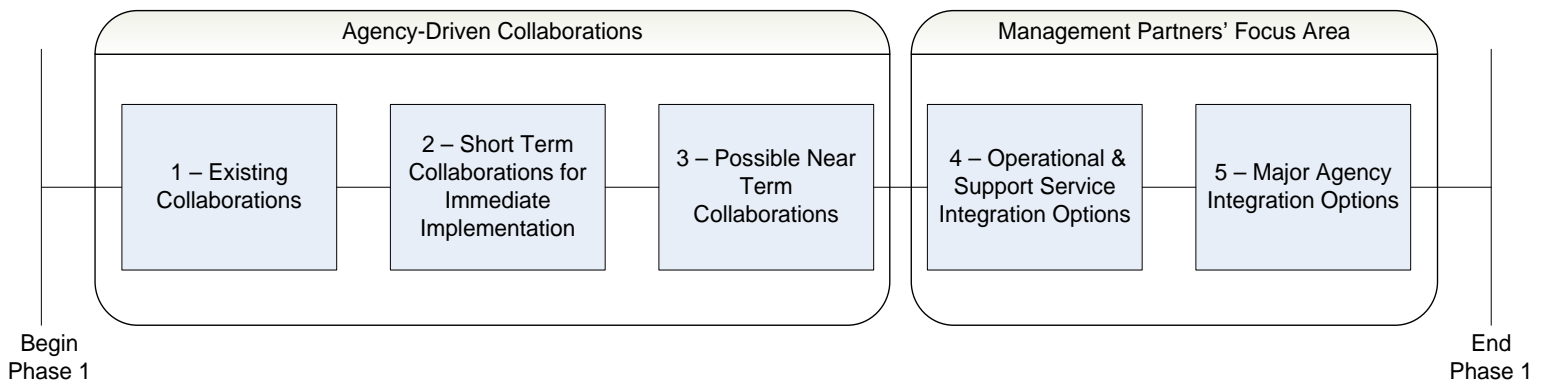 Agency-Driven Collaborations
Management Partners’ Focus Area
1 – Existing
Collaborations
2 – Short Term
Collaborations for
Immediate
Implementation
3 – Possible Near
Term
Collaborations
4 – Operational &
Support Service
Integration Options
5 – Major Agency
Integration Options
Begin
Phase 1
End
Phase 1